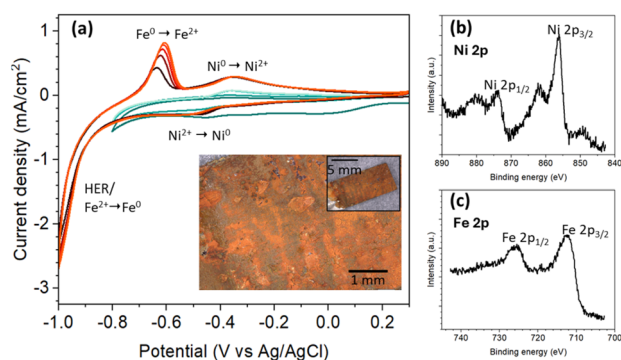 (a)
Fe⁰ → Fe²⁺
Ni⁰ → Ni²⁺
Ni²⁺ → Ni⁰
HER/
Fe²⁺→Fe⁰
5 mm
1 mm
Current density (mA/cm²)
1
0
-1
-2
-3
-1.0 -0.8 -0.6 -0.4 -0.2 0.0 0.2
Potential (V vs Ag/AgCl)
(b)
Ni 2p
Ni 2p₃/₂
Ni 2p₁/₂
Intensity (a.u.)
890 880 870 860 850 840
Binding energy (eV)
(c)
Fe 2p
Fe 2p₁/₂
Fe 2p₃/₂
Intensity (a.u.)
740 730 720 710 700
Binding energy (eV)